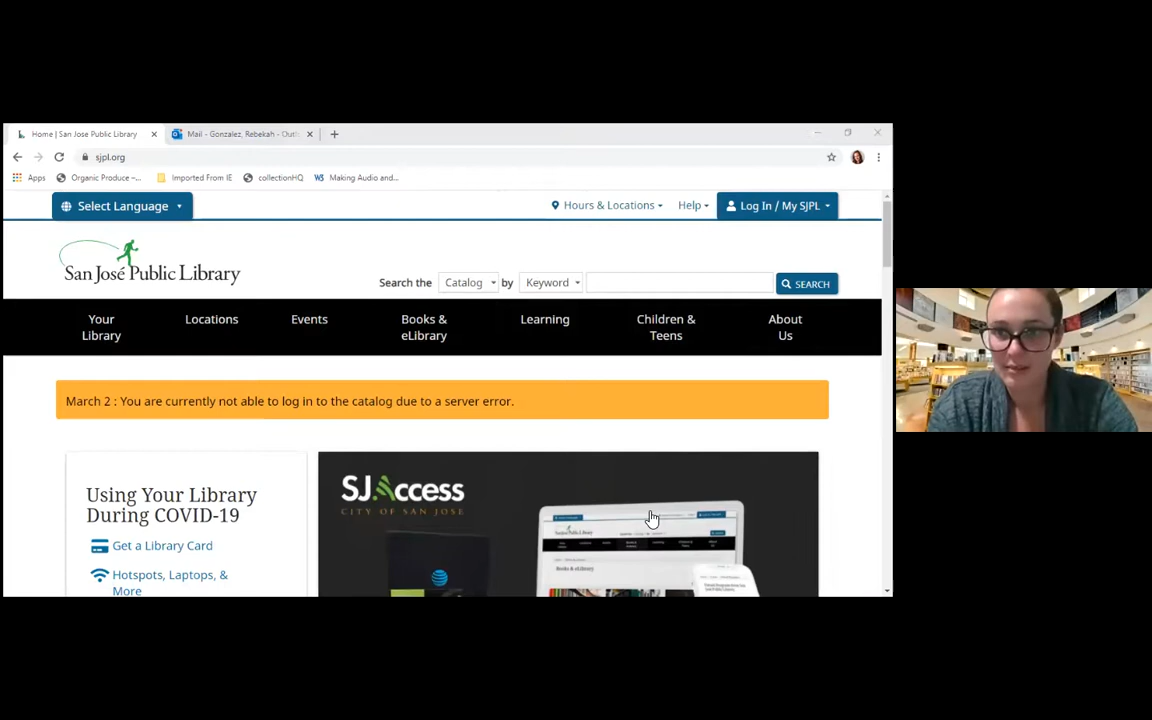 Home | San Jose Public Library
Mail - Gonzalez, Rebekah - Outl
sjpl.org
Apps
Organic Produce –...
Imported From IE
collectionHQ
Making Audio and...
Select Language
Hours & Locations
Help
Log In / My SJPL
San José Public Library
Search the
Catalog
by
Keyword
SEARCH
Your
Library
Locations
Events
Books &
eLibrary
Learning
Children &
Teens
About
Us
March 2 : You are currently not able to log in to the catalog due to a server error.
Using Your Library
During COVID-19
Get a Library Card
Hotspots, Laptops, &
More
SJ Access
CITY OF SAN JOSE
Books & eLibrary